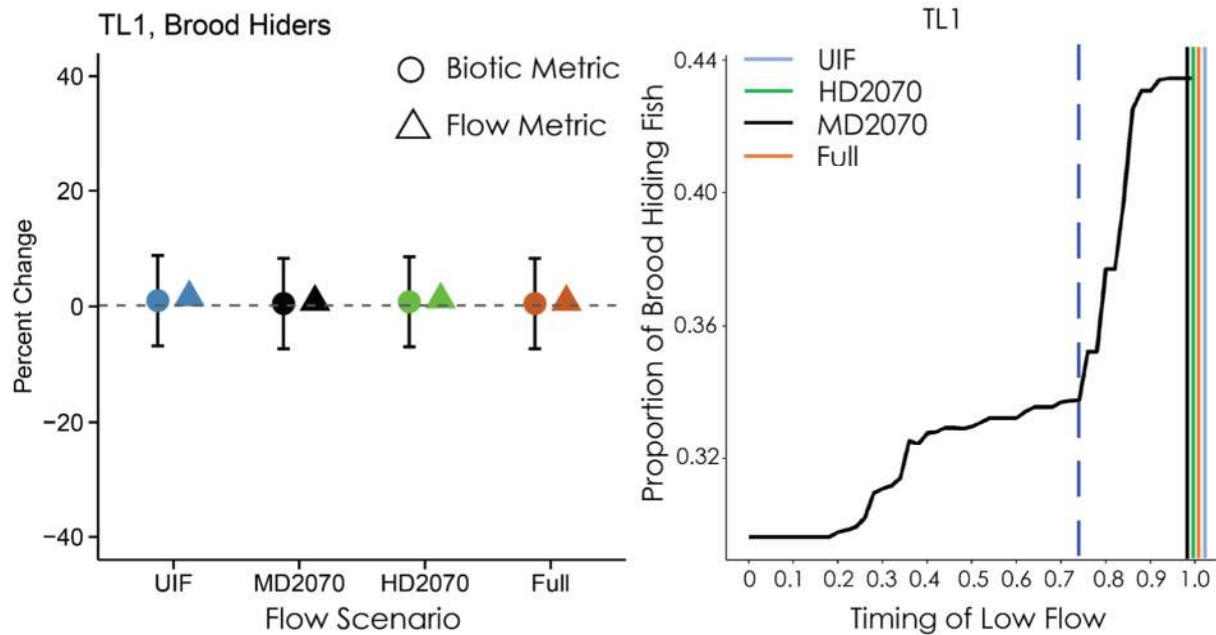 TL1, Brood Hiders
Biotic Metric
Flow Metric
40
20
0
−20
−40
Percent Change
UIF
MD2070
HD2070
Full
Flow Scenario
TL1
UIF
HD2070
MD2070
Full
0.44
0.40
0.36
0.32
Proportion of Brood Hiding Fish
0 0.1 0.2 0.3 0.4 0.5 0.6 0.7 0.8 0.9 1.0
Timing of Low Flow